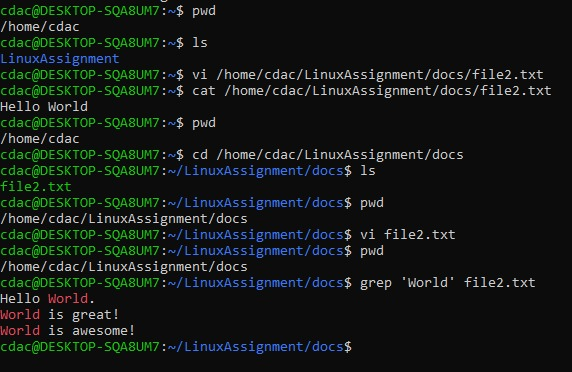 cdac@DESKTOP-SQA8UM7:~$ pwd
/home/cdac
cdac@DESKTOP-SQA8UM7:~$ ls
LinuxAssignment
cdac@DESKTOP-SQA8UM7:~$ vi /home/cdac/LinuxAssignment/docs/file2.txt
cdac@DESKTOP-SQA8UM7:~$ cat /home/cdac/LinuxAssignment/docs/file2.txt
Hello World
cdac@DESKTOP-SQA8UM7:~$ pwd
/home/cdac
cdac@DESKTOP-SQA8UM7:~$ cd /home/cdac/LinuxAssignment/docs
cdac@DESKTOP-SQA8UM7:~/LinuxAssignment/docs$ ls
file2.txt
cdac@DESKTOP-SQA8UM7:~/LinuxAssignment/docs$ pwd
/home/cdac/LinuxAssignment/docs
cdac@DESKTOP-SQA8UM7:~/LinuxAssignment/docs$ vi file2.txt
cdac@DESKTOP-SQA8UM7:~/LinuxAssignment/docs$ pwd
/home/cdac/LinuxAssignment/docs
cdac@DESKTOP-SQA8UM7:~/LinuxAssignment/docs$ grep 'World' file2.txt
Hello World.
World is great!
World is awesome!
cdac@DESKTOP-SQA8UM7:~/LinuxAssignment/docs$